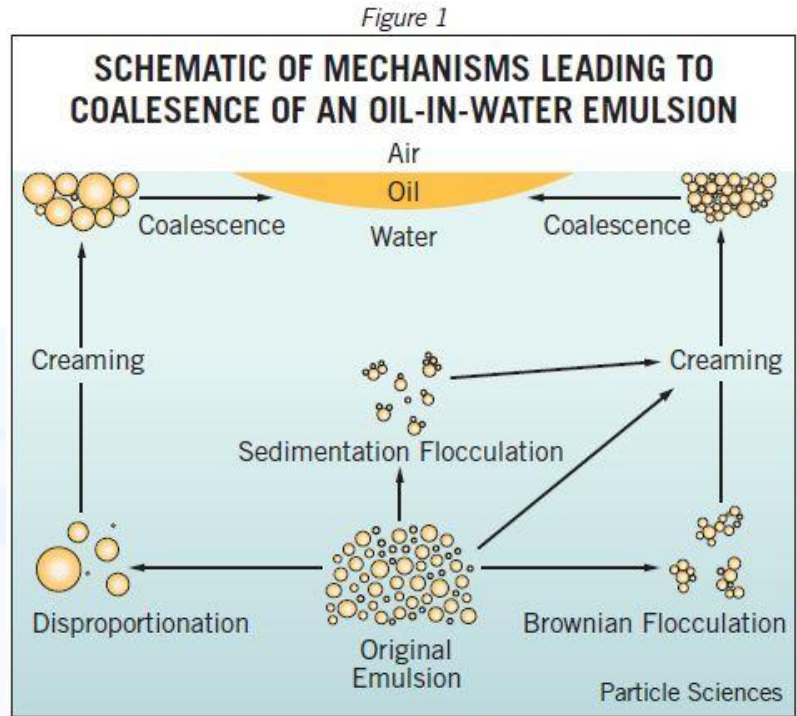 Figure 1
SCHEMATIC OF MECHANISMS LEADING TO
COALESENCE OF AN OIL-IN-WATER EMULSION
Air
Oil
Water
Coalescence
Coalescence
Creaming
Creaming
Sedimentation Flocculation
Disproportionation
Original
Emulsion
Brownian Flocculation
Particle Sciences